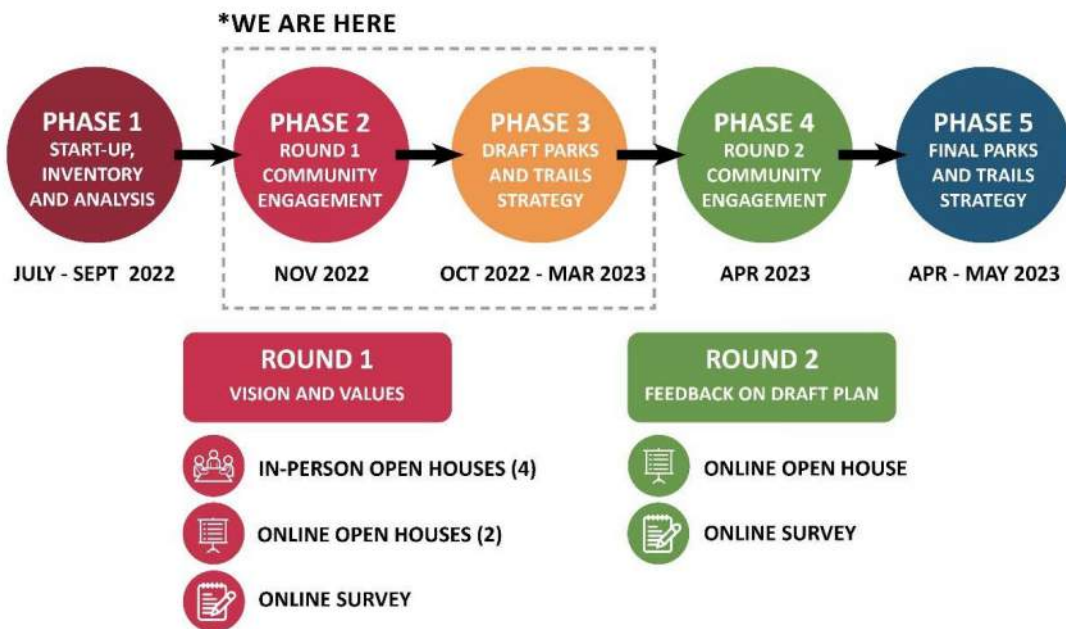 *WE ARE HERE
PHASE 1
START-UP,
INVENTORY
AND ANALYSIS
PHASE 2
ROUND 1
COMMUNITY
ENGAGEMENT
PHASE 3
DRAFT PARKS
AND TRAILS
STRATEGY
PHASE 4
ROUND 2
COMMUNITY
ENGAGEMENT
PHASE 5
FINAL PARKS
AND TRAILS
STRATEGY
JULY - SEPT 2022
NOV 2022
OCT 2022 - MAR 2023
APR 2023
APR - MAY 2023
ROUND 1
VISION AND VALUES
IN-PERSON OPEN HOUSES (4)
ONLINE OPEN HOUSES (2)
ONLINE SURVEY
ROUND 2
FEEDBACK ON DRAFT PLAN
ONLINE OPEN HOUSE
ONLINE SURVEY